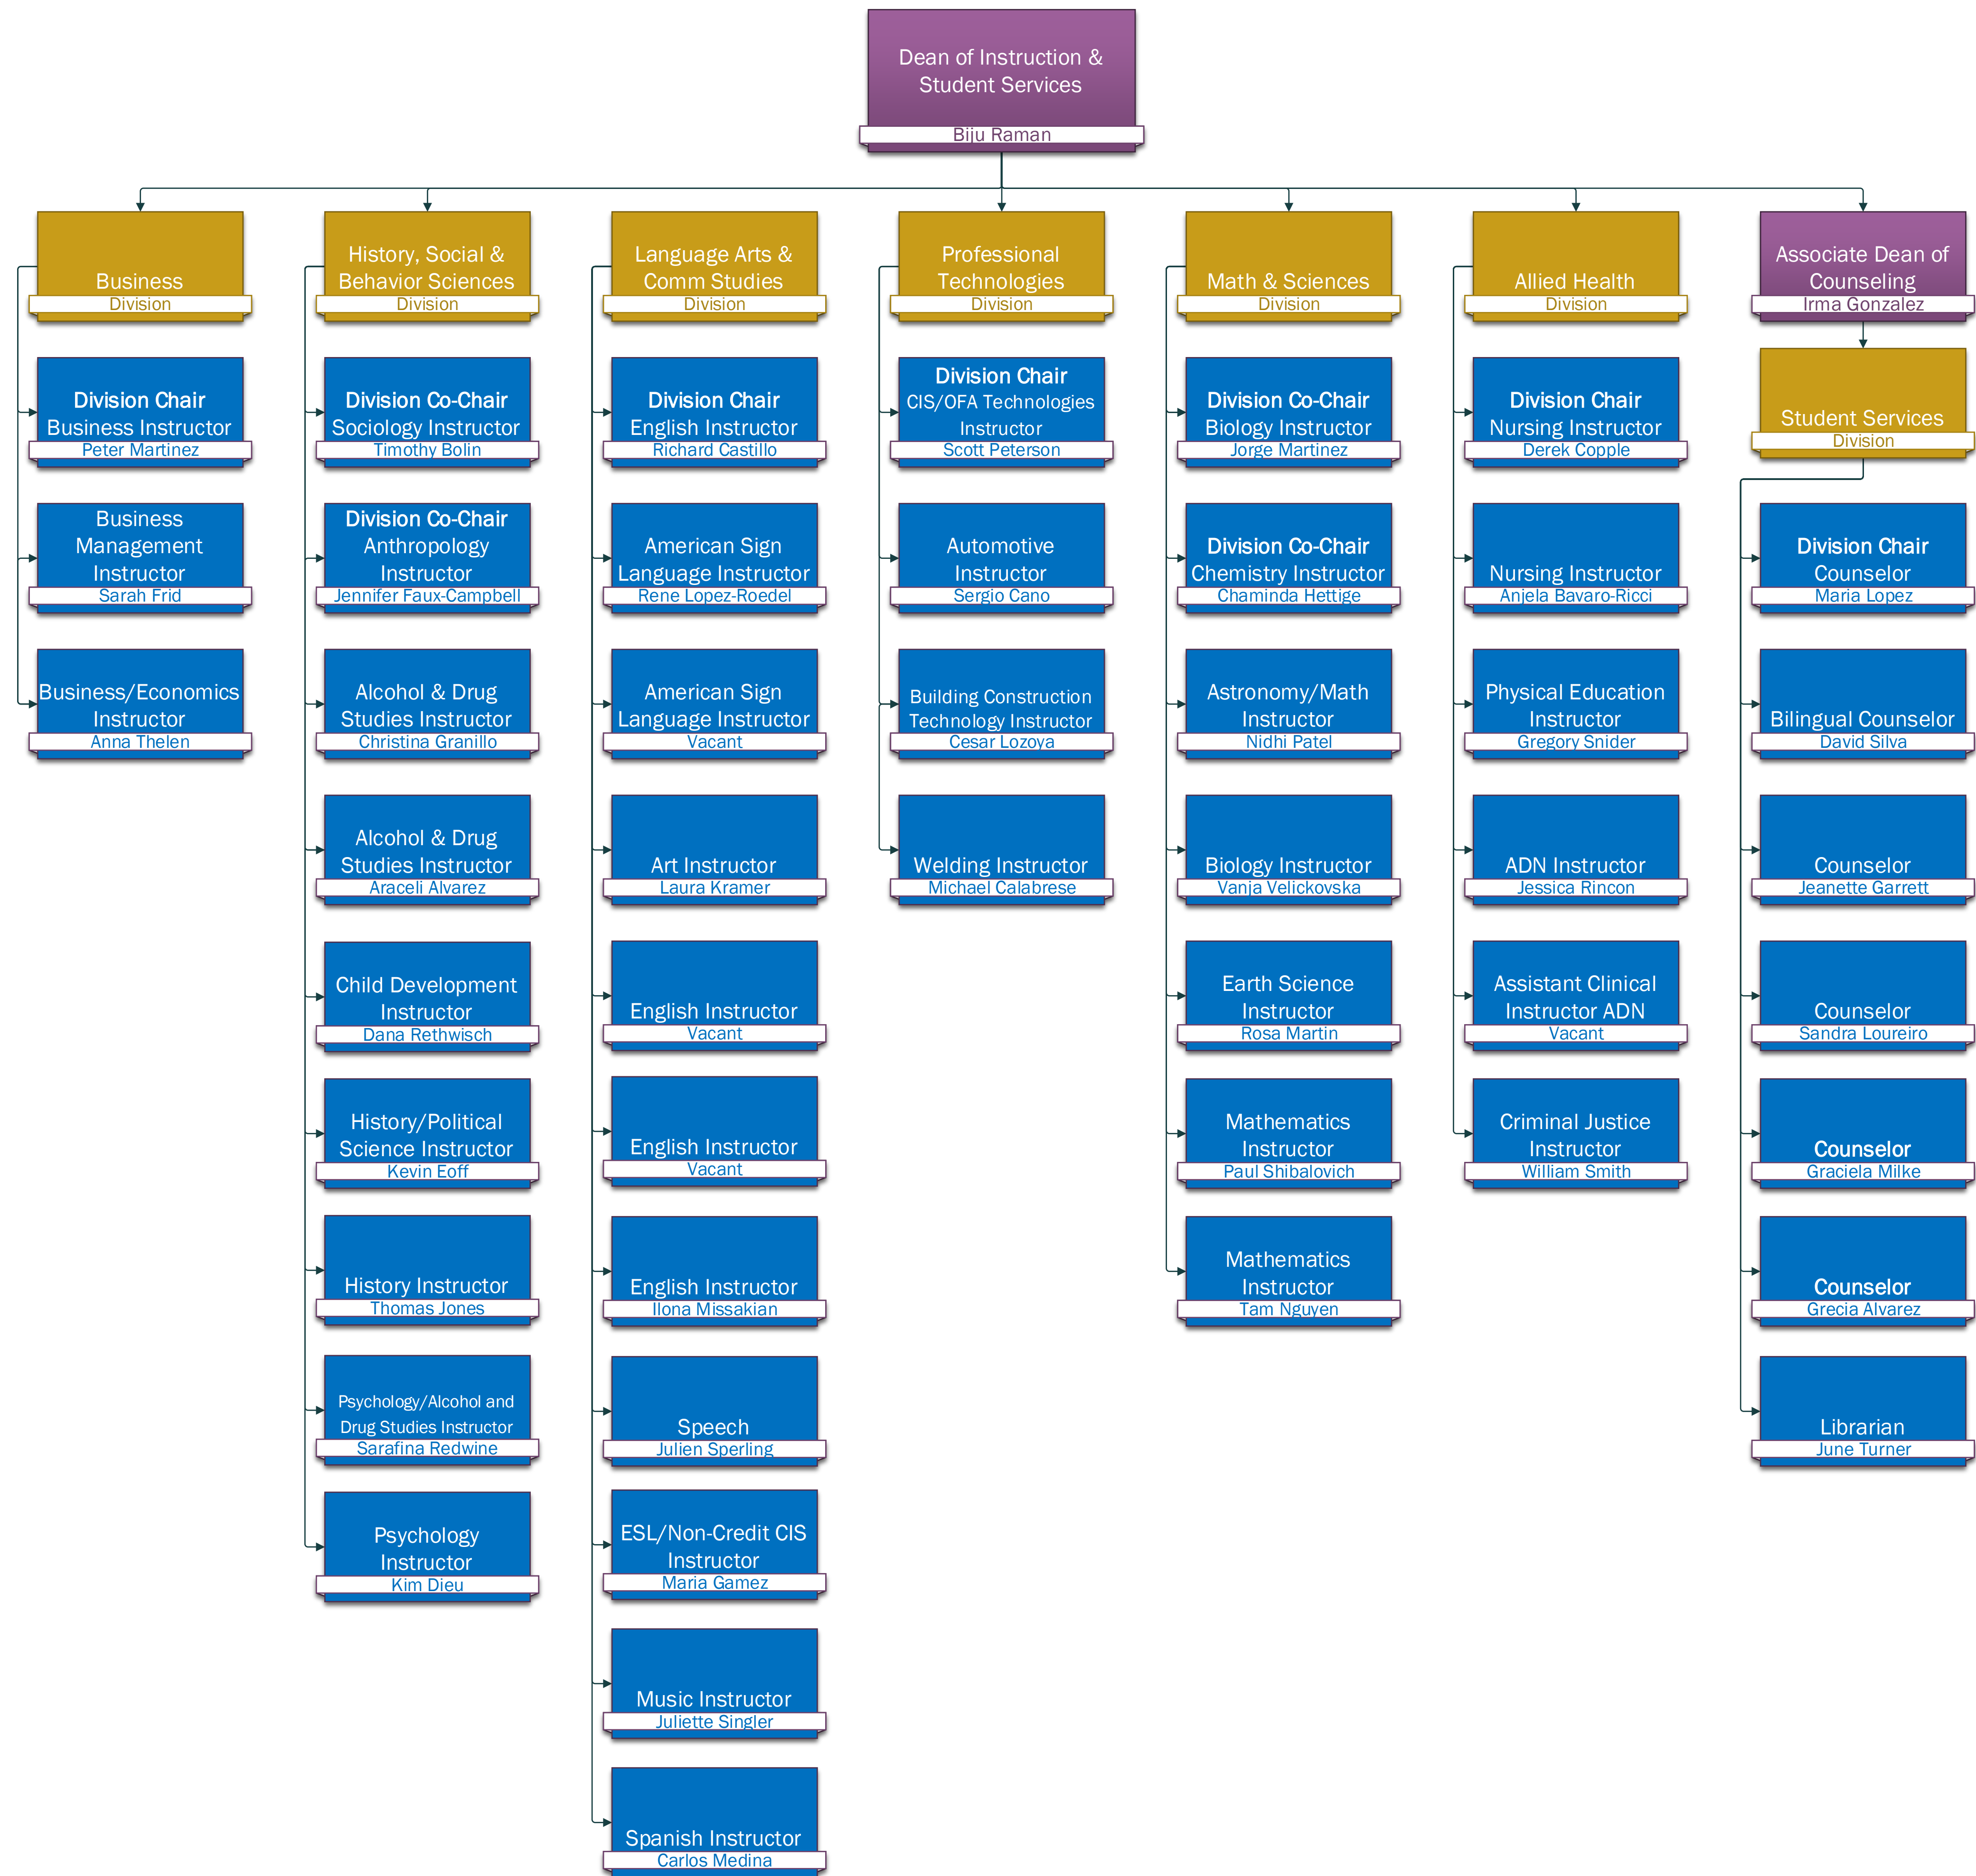 Dean of Instruction &
Student Services
Biju Raman
Business
Division
Division Chair
Business Instructor
Peter Martinez
Business
Management
Instructor
Sarah Frid
Business/Economics
Instructor
Anna Thelen
History, Social &
Behavior Sciences
Division
Division Co-Chair
Sociology Instructor
Timothy Bolin
Division Co-Chair
Anthropology
Instructor
Jennifer Faux-Campbell
Alcohol & Drug
Studies Instructor
Christina Granillo
Alcohol & Drug
Studies Instructor
Araceli Alvarez
Child Development
Instructor
Dana Rethwisch
History/Political
Science Instructor
Kevin Eoff
History Instructor
Thomas Jones
Psychology/Alcohol and
Drug Studies Instructor
Sarafina Redwine
Psychology
Instructor
Kim Dieu
Language Arts &
Comm Studies
Division
Division Chair
English Instructor
Richard Castillo
American Sign
Language Instructor
Rene Lopez-Roedel
American Sign
Language Instructor
Vacant
Art Instructor
Laura Kramer
English Instructor
Vacant
English Instructor
Vacant
English Instructor
Ilona Missakian
Speech
Julien Sperling
ESL/Non-Credit CIS
Instructor
Maria Gamez
Music Instructor
Juliette Singler
Spanish Instructor
Carlos Medina
Professional
Technologies
Division
Division Chair
CIS/OFA Technologies
Instructor
Scott Peterson
Automotive
Instructor
Sergio Cano
Building Construction
Technology Instructor
Cesar Lozoya
Welding Instructor
Michael Calabrese
Math & Sciences
Division
Division Co-Chair
Biology Instructor
Jorge Martinez
Division Co-Chair
Chemistry Instructor
Chaminda Hettige
Astronomy/Math
Instructor
Nidhi Patel
Biology Instructor
Vanja Velickovska
Earth Science
Instructor
Rosa Martin
Mathematics
Instructor
Paul Shibalovich
Mathematics
Instructor
Tam Nguyen
Allied Health
Division
Division Chair
Nursing Instructor
Derek Copple
Nursing Instructor
Anjela Bavaro-Ricci
Physical Education
Instructor
Gregory Snider
ADN Instructor
Jessica Rincon
Assistant Clinical
Instructor ADN
Vacant
Criminal Justice
Instructor
William Smith
Associate Dean of
Counseling
Irma Gonzalez
Student Services
Division
Division Chair
Counselor
Maria Lopez
Bilingual Counselor
David Silva
Counselor
Jeanette Garrett
Counselor
Sandra Loureiro
Counselor
Graciela Milke
Counselor
Grecia Alvarez
Librarian
June Turner